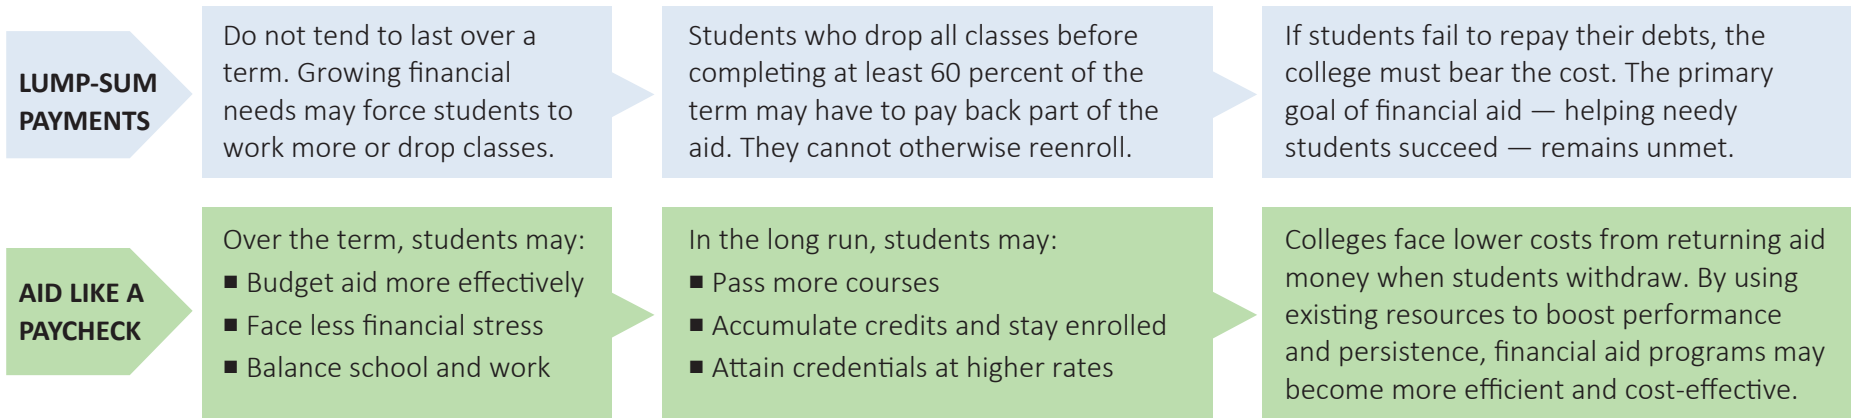 LUMP-SUM
PAYMENTS
Do not tend to last over a
term. Growing financial
needs may force students to
work more or drop classes.
Students who drop all classes before
completing at least 60 percent of the
term may have to pay back part of the
aid. They cannot otherwise reenroll.
If students fail to repay their debts, the
college must bear the cost. The primary
goal of financial aid — helping needy
students succeed — remains unmet.
AID LIKE A
PAYCHECK
Over the term, students may:
■ Budget aid more effectively
■ Face less financial stress
■ Balance school and work
In the long run, students may:
■ Pass more courses
■ Accumulate credits and stay enrolled
■ Attain credentials at higher rates
Colleges face lower costs from returning aid
money when students withdraw. By using
existing resources to boost performance
and persistence, financial aid programs may
become more efficient and cost-effective.